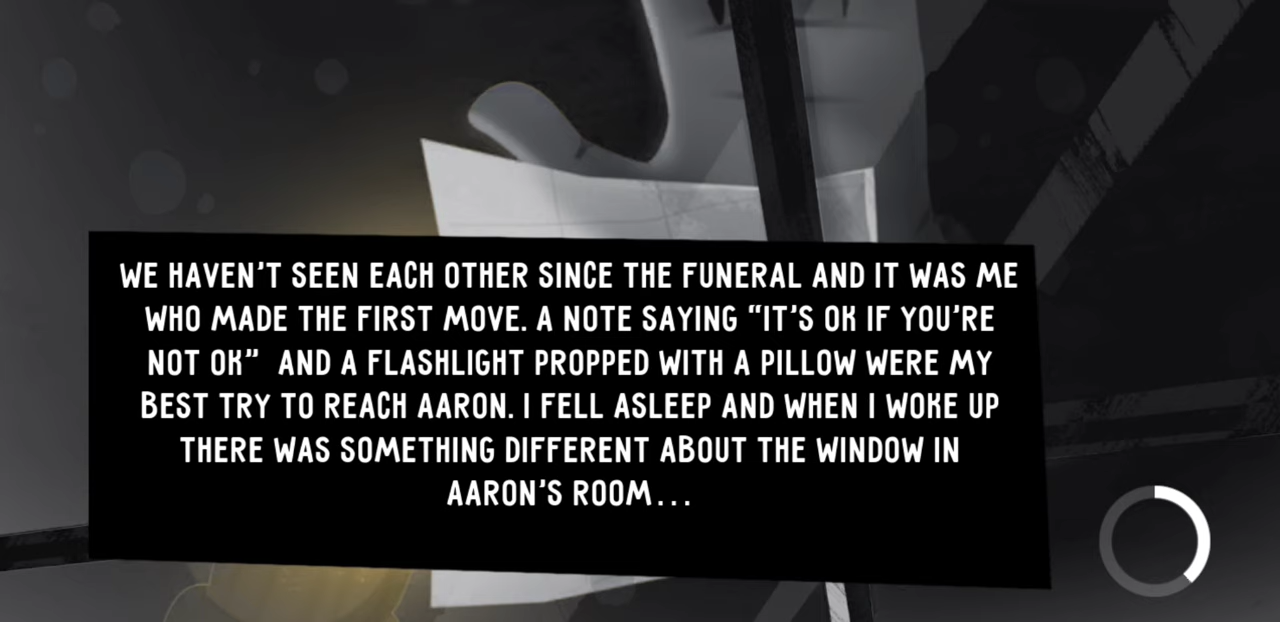 WE HAVEN'T SEEN EACH OTHER SINCE THE FUNERAL AND IT WAS ME
WHO MADE THE FIRST MOVE. A NOTE SAYING “IT'S OK IF YOU'RE
NOT OK” AND A FLASHLIGHT PROPPED WITH A PILLOW WERE MY
BEST TRY TO REACH AARON. I FELL ASLEEP AND WHEN I WOKE UP
THERE WAS SOMETHING DIFFERENT ABOUT THE WINDOW IN
AARON'S ROOM...